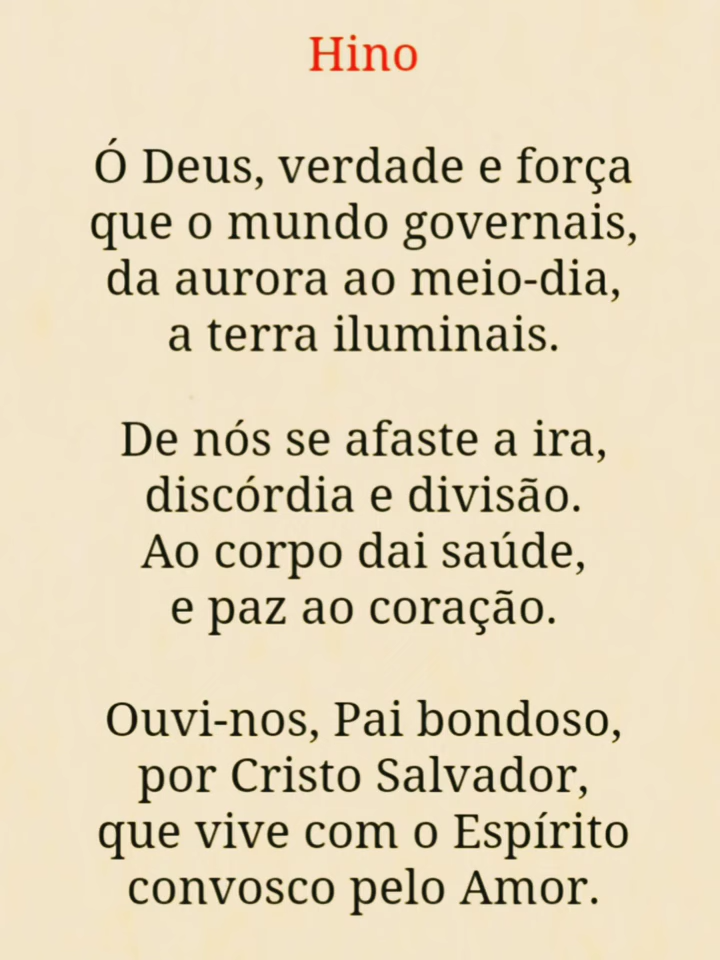 Hino
Ó Deus, verdade e força
que o mundo governais,
da aurora ao meio-dia,
a terra iluminais.
De nós se afaste a ira,
discórdia e divisão.
Ao corpo dai saúde,
e paz ao coração.
Ouvi-nos, Pai bondoso,
por Cristo Salvador,
que vive com o Espírito
convosco pelo Amor.